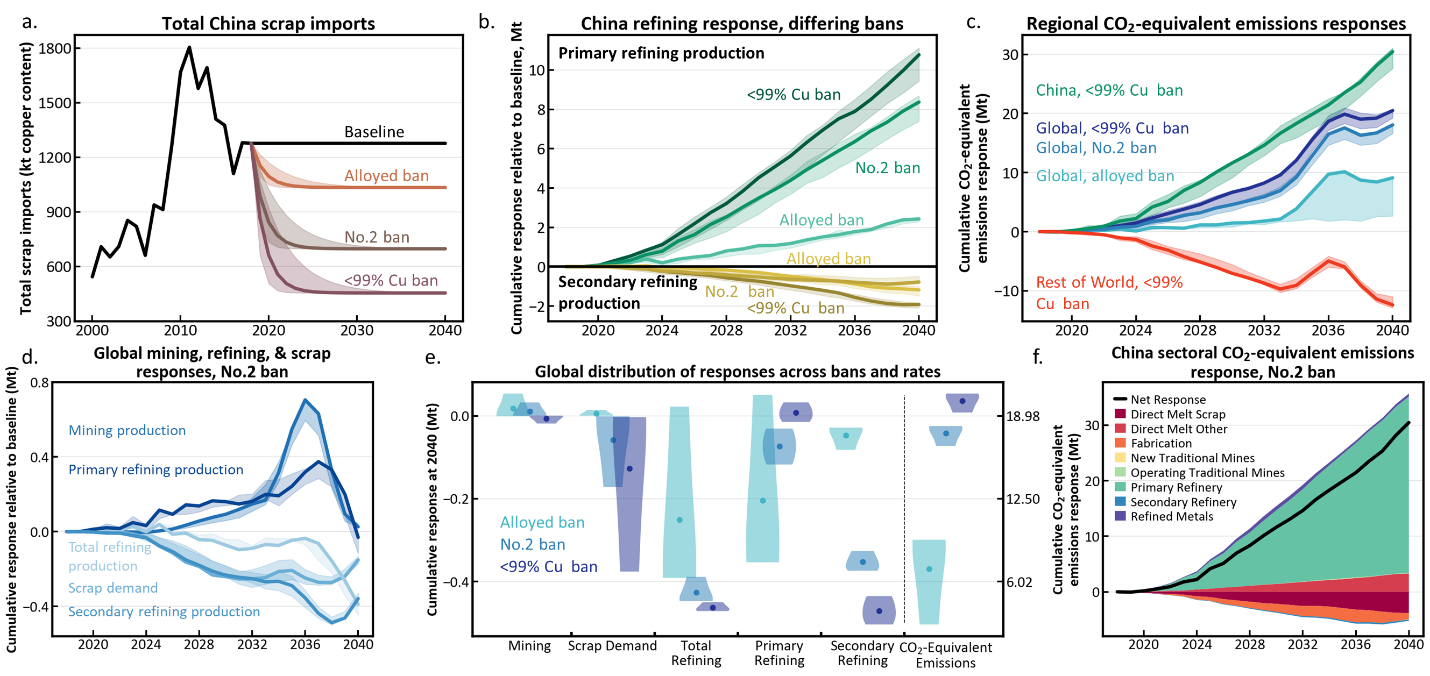 a.
Total China scrap imports
Total scrap imports (kt copper content)
1800
1500
1200
900
600
300
2000
2010
2020
2030
2040
Baseline
Alloyed ban
No.2 ban
<99% Cu ban
b.
China refining response, differing bans
Cumulative response relative to baseline, Mt
10
8
6
4
2
0
−2
2020
2024
2028
2032
2036
2040
Primary refining production
<99% Cu ban
No.2 ban
Alloyed ban
Alloyed ban
Secondary refining
production
No.2 ban
<99% Cu ban
c.
Regional CO₂-equivalent emissions responses
Cumulative CO₂-equivalent
emissions response (Mt)
30
20
10
0
−10
2020
2024
2028
2032
2036
2040
China, <99% Cu ban
Global, <99% Cu ban
Global, No.2 ban
Global, alloyed ban
Rest of World, <99%
Cu ban
d.
Global mining, refining, & scrap
responses, No.2 ban
Cumulative response relative to baseline (Mt)
0.8
0.4
0.0
−0.4
2020
2024
2028
2032
2036
2040
Mining production
Primary refining production
Total refining
production
Scrap demand
Secondary refining production
e.
Global distribution of responses across bans and rates
Cumulative response at 2040 (Mt)
0.0
−0.2
−0.4
18.98
12.50
6.02
Alloyed ban
No.2 ban
<99% Cu ban
Mining
Scrap Demand
Total
Refining
Primary
Refining
Secondary
Refining
CO₂-Equivalent
Emissions
f.
China sectoral CO₂-equivalent emissions
response, No.2 ban
Cumulative CO₂-equivalent
emissions response (Mt)
30
20
10
0
2020
2024
2028
2032
2036
2040
Net Response
Direct Melt Scrap
Direct Melt Other
Fabrication
New Traditional Mines
Operating Traditional Mines
Primary Refinery
Secondary Refinery
Refined Metals